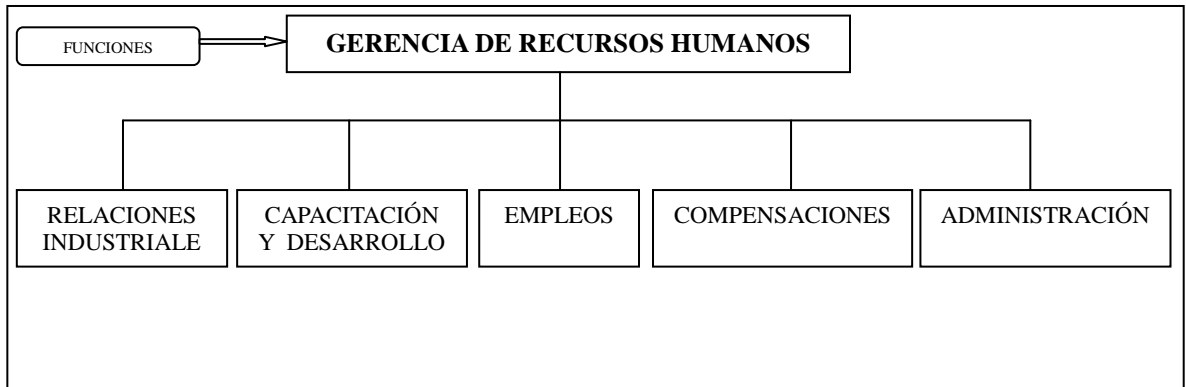 FUNCIONES
GERENCIA DE RECURSOS HUMANOS
RELACIONES
INDUSTRIALE
CAPACITACIÓN
Y DESARROLLO
EMPLEOS
COMPENSACIONES
ADMINISTRACIÓN